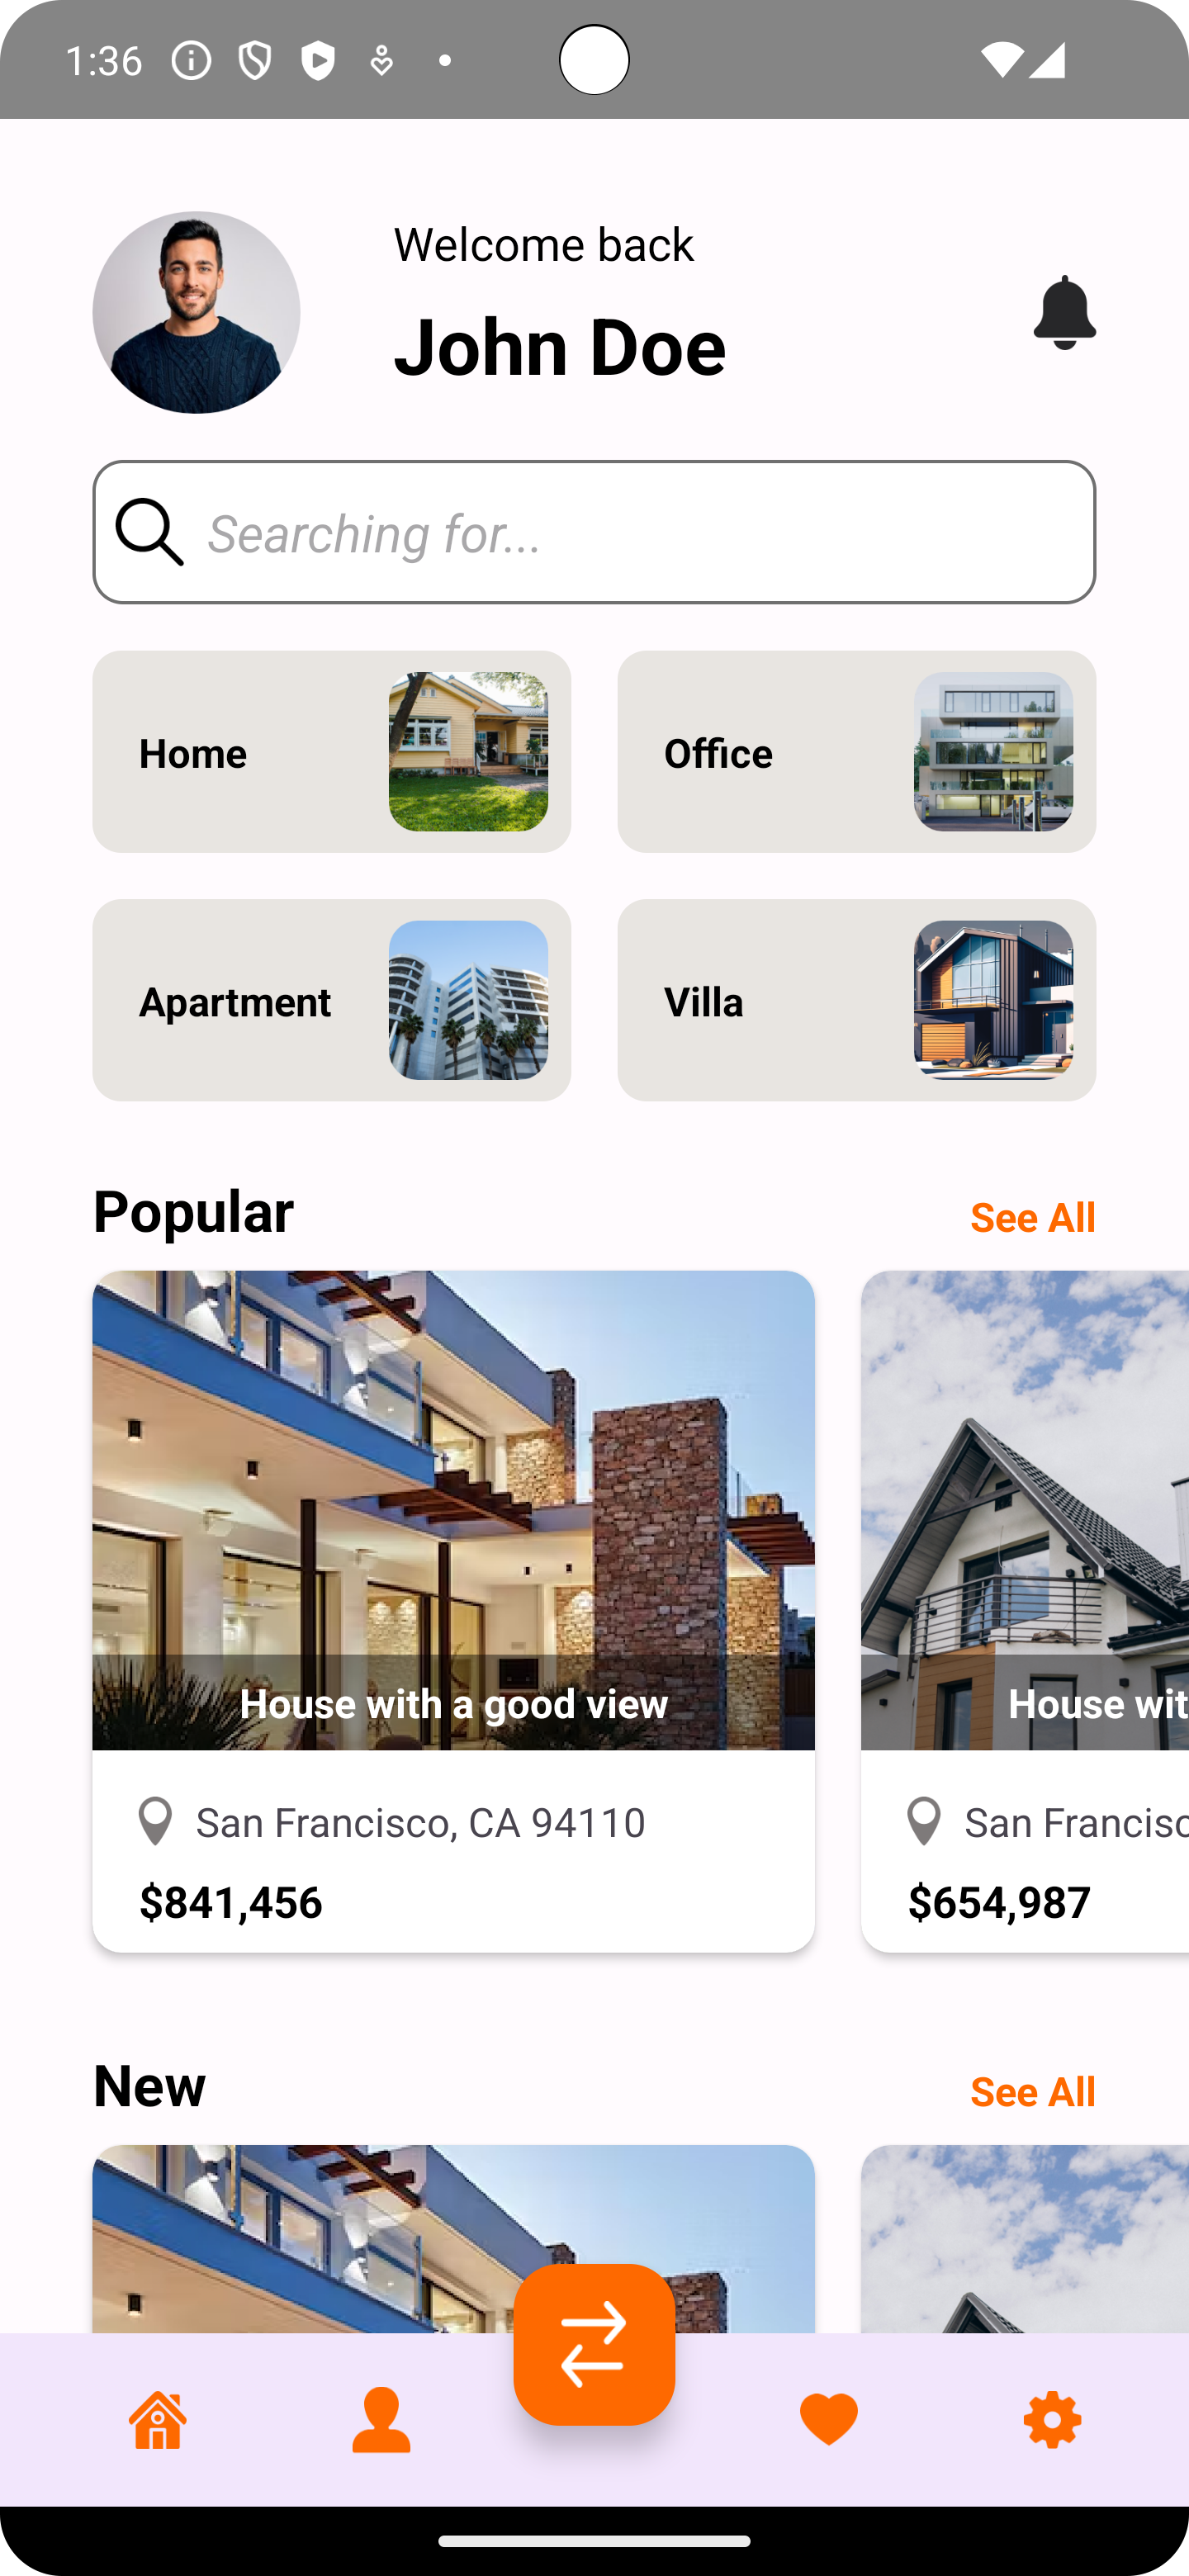 1:36
Welcome back
John Doe
Searching for...
Home
Office
Apartment
Villa
Popular
See All
House with a good view
House wit
San Francisco, CA 94110
San Francisc
$841,456
$654,987
New
See All